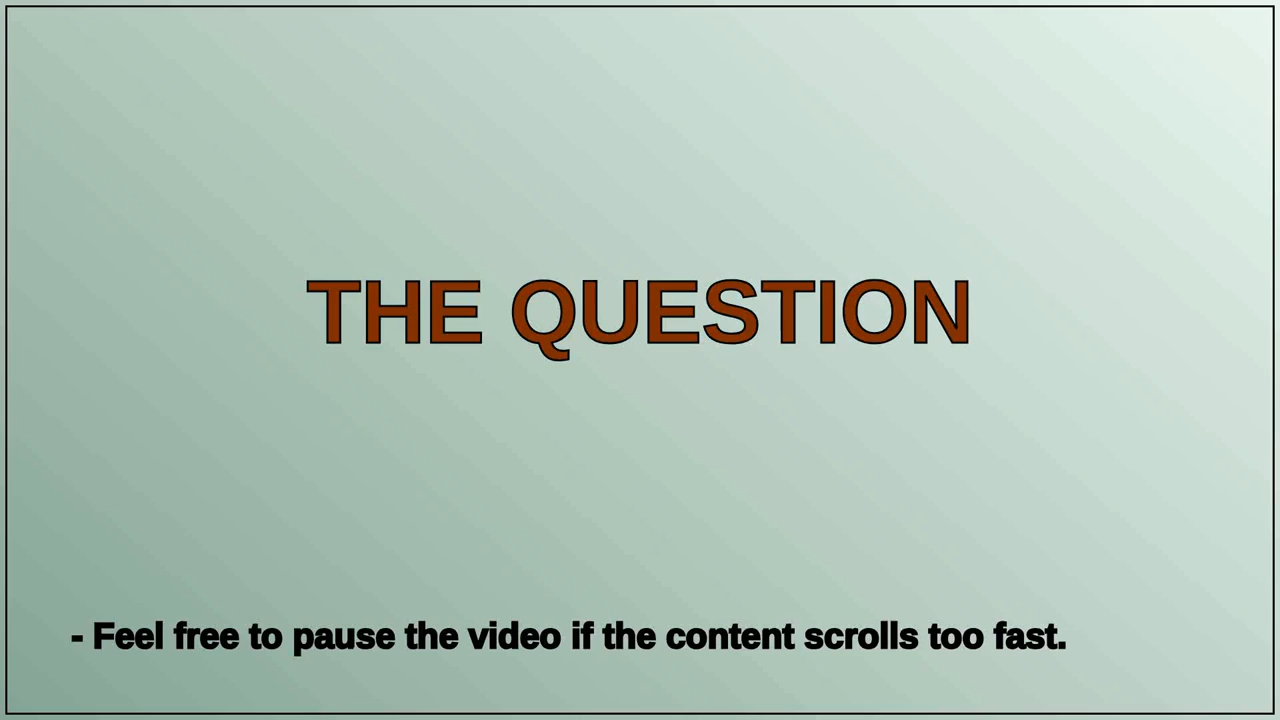 THE QUESTION
- Feel free to pause the video if the content scrolls too fast.